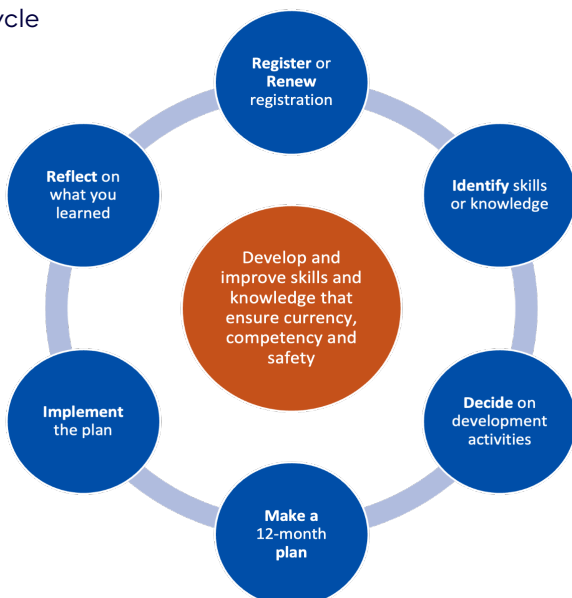 Register or
Renew
registration
Identify skills
or knowledge
Decide on
development
activities
Make a
12-month
plan
Implement
the plan
Reflect on
what you
learned
Develop and
improve skills and
knowledge that
ensure currency,
competency and
safety